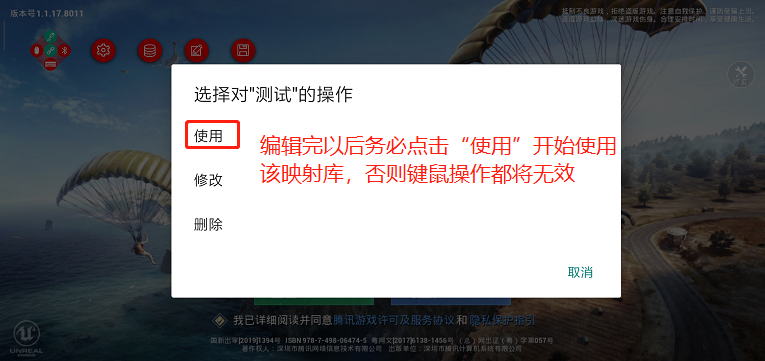 版本号1.1.17.8011
抵制不良游戏，拒绝盗版游戏。注意自我保护，谨防受骗上当。
适度游戏益脑，沉迷游戏伤身。合理安排时间，享受健康生活。
选择对"测试"的操作
使用
编辑完以后务必点击“使用”开始使用
该映射库，否则键鼠操作都将无效
修改
删除
取消
我已详细阅读并同意腾讯游戏许可及服务协议和隐私保护指引
国新出审[2019]1394号 ISBN 978-7-498-06474-5 粤网文[2017]6138-1456号 (总)网出证(粤)字第057号
著作权人：深圳市腾讯网络信息技术有限公司 出版单位：深圳市腾讯计算机系统有限公司
UNREAL